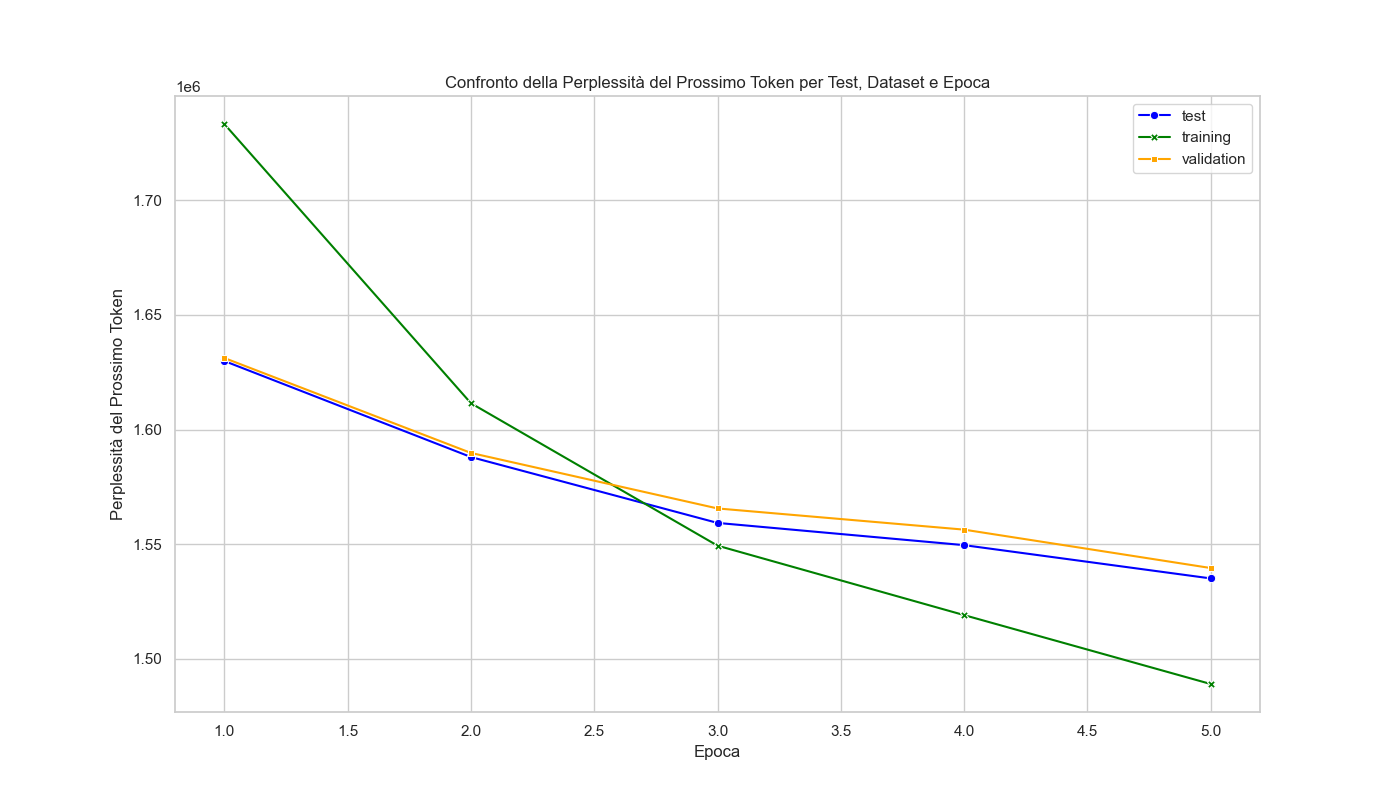 Confronto della Perplessità del Prossimo Token per Test, Dataset e Epoca
1e6
test
training
validation
1.70
1.65
1.60
1.55
1.50
Perplessità del Prossimo Token
1.0 1.5 2.0 2.5 3.0 3.5 4.0 4.5 5.0
Epoca